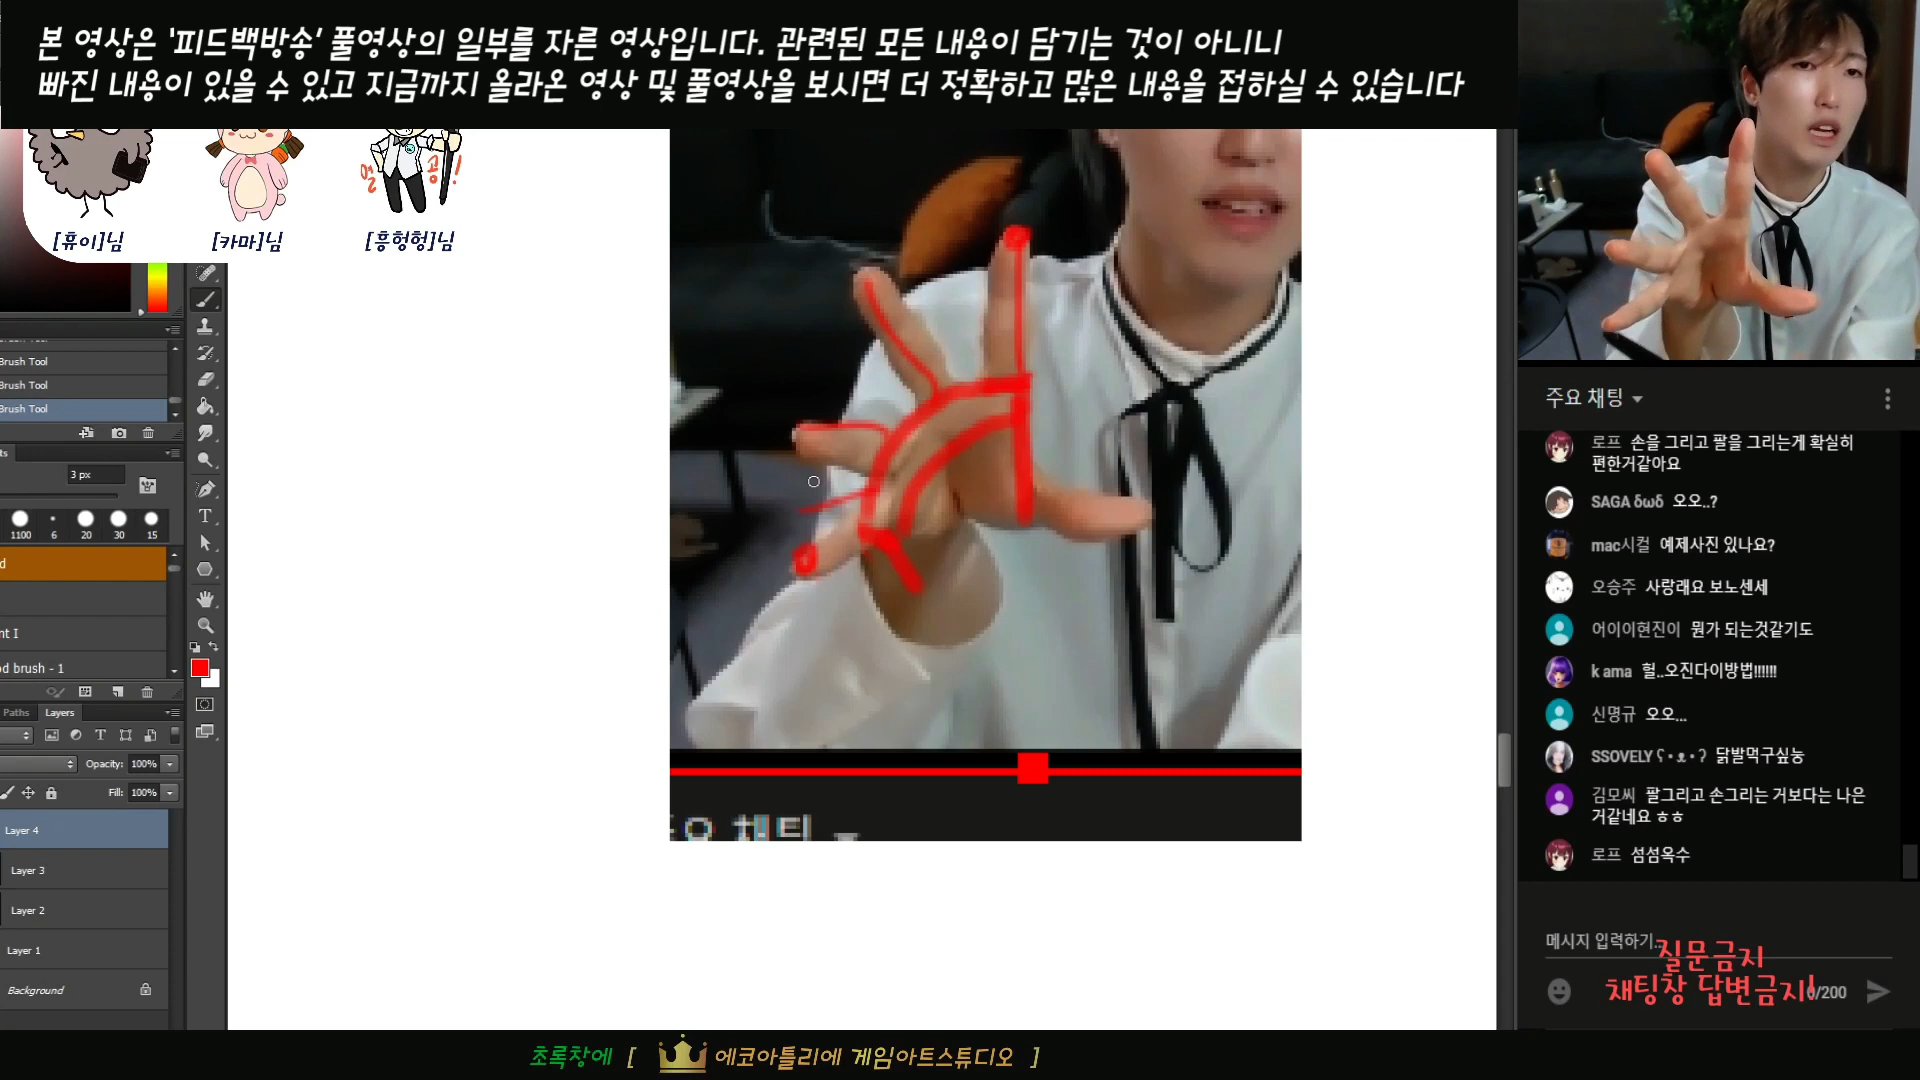 본 영상은 '피드백방송' 풀영상의 일부를 자른 영상입니다. 관련된 모든 내용이 담기는 것이 아니니
빠진 내용이 있을 수 있고 지금까지 올라온 영상 및 풀영상을 보시면 더 정확하고 많은 내용을 접하실 수 있습니다
열공!
[퓨이]님
[카마]님
[흥헝헝]님
Brush Tool
Brush Tool
Brush Tool
3 px
1100 6 20 30 15
nt I
od brush - 1
Paths Layers
Opacity: 100%
Fill: 100%
Layer 4
Layer 3
Layer 2
Layer 1
Background
주요 채팅
로프 손을 그리고 팔을 그리는게 확실히
편한거같아요
SAGA δωδ 오오..?
mac시컬 예제사진 있나요?
오승주 사랑래요 보노센세
어이이현진이 뭔가 되는것같기도
k ama 헐..오진다이방법!!!!!!
신명규 오오...
SSOVELY ʕ • ᴥ • ʔ 닭발먹구싶눙
김모씨 팔그리고 손그리는 거보다는 나은
거같네요 ㅎㅎ
로프 섬섬옥수
메시지 입력하기...
질문금지
채팅창 답변금지!
0/200
초록창에 [ 에코아틀리에 게임아트스튜디오 ]